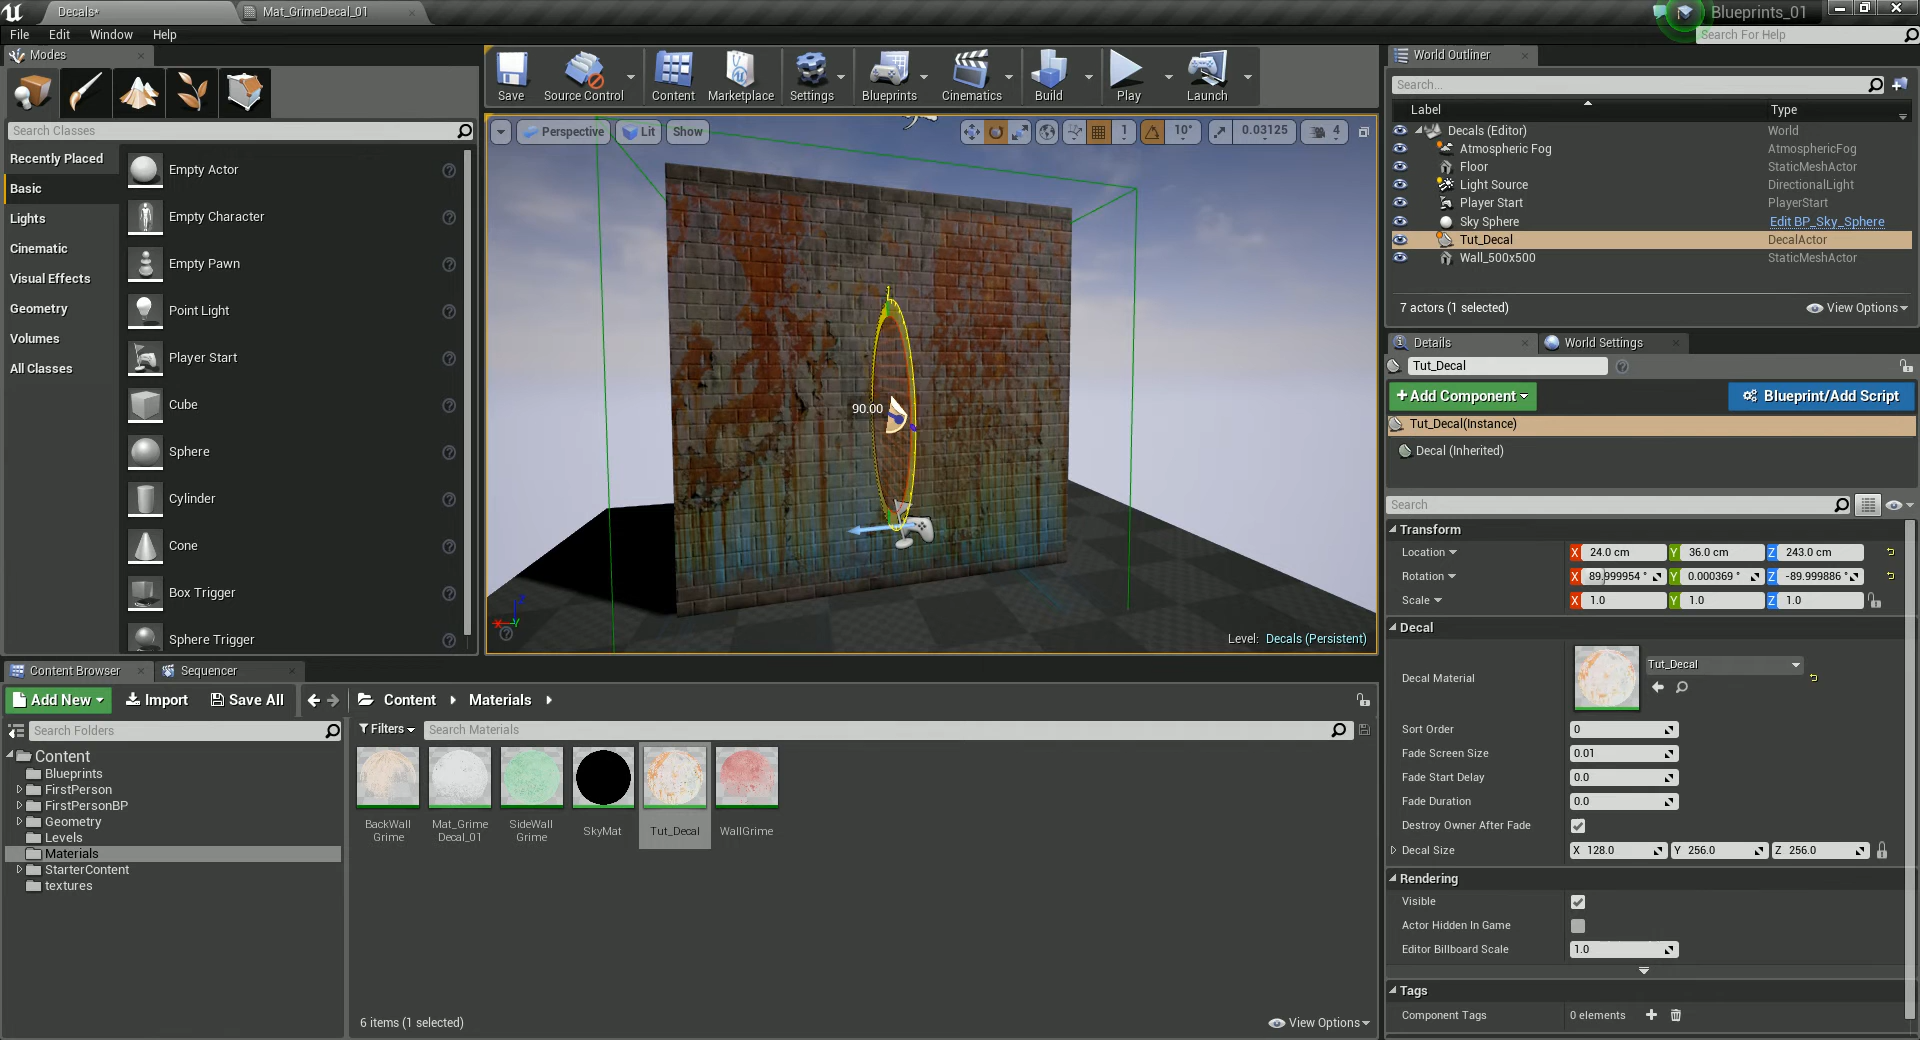 Decals*
Mat_GrimeDecal_01
Blueprints_01
File Edit Window Help
Search For Help
Modes
Search Classes
Recently Placed
Basic
Lights
Cinematic
Visual Effects
Geometry
Volumes
All Classes
Empty Actor
Empty Character
Empty Pawn
Point Light
Player Start
Cube
Sphere
Cylinder
Cone
Box Trigger
Sphere Trigger
Save Source Control Content Marketplace Settings Blueprints Cinematics Build Play Launch
Perspective Lit Show
1 10° 0.03125 4
90.00
Level: Decals (Persistent)
World Outliner
Search...
Label Type
Decals (Editor) World
Atmospheric Fog AtmosphericFog
Floor StaticMeshActor
Light Source DirectionalLight
Player Start PlayerStart
Sky Sphere Edit BP_Sky_Sphere
Tut_Decal DecalActor
Wall_500x500 StaticMeshActor
7 actors (1 selected)
View Options
Details World Settings
Tut_Decal
+Add Component
Blueprint/Add Script
Tut_Decal(Instance)
Decal (Inherited)
Search
Transform
Location X 24.0 cm Y 36.0 cm Z 243.0 cm
Rotation X 89.999954 ° Y 0.000369 ° Z -89.999886 °
Scale X 1.0 Y 1.0 Z 1.0
Decal
Decal Material Tut_Decal
Sort Order 0
Fade Screen Size 0.01
Fade Start Delay 0.0
Fade Duration 0.0
Destroy Owner After Fade
Decal Size X 128.0 Y 256.0 Z 256.0
Rendering
Visible
Actor Hidden In Game
Editor Billboard Scale 1.0
Tags
Component Tags 0 elements
Content Browser Sequencer
Add New Import Save All Content Materials
Search Folders
Filters
Search Materials
Content
Blueprints
FirstPerson
FirstPersonBP
Geometry
Levels
Materials
StarterContent
textures
BackWall
Grime
Mat_Grime
Decal_01
SideWall
Grime
SkyMat
Tut_Decal
WallGrime
6 items (1 selected)
View Options